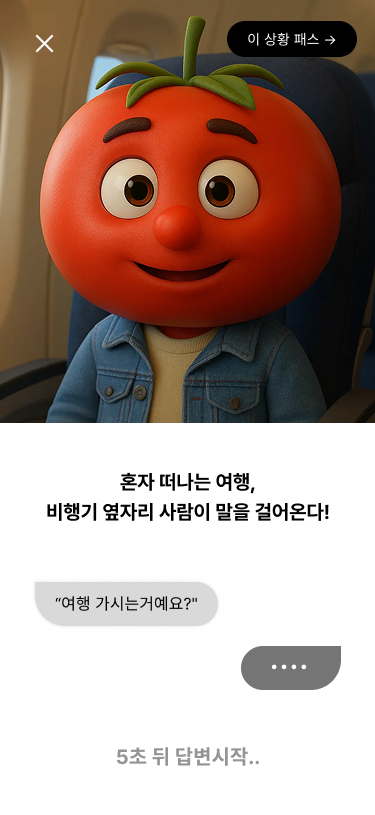 이 상황 패스 →
혼자 떠나는 여행,
비행기 옆자리 사람이 말을 걸어온다!
“여행 가시는거예요?"
••••
5초 뒤 답변시작..